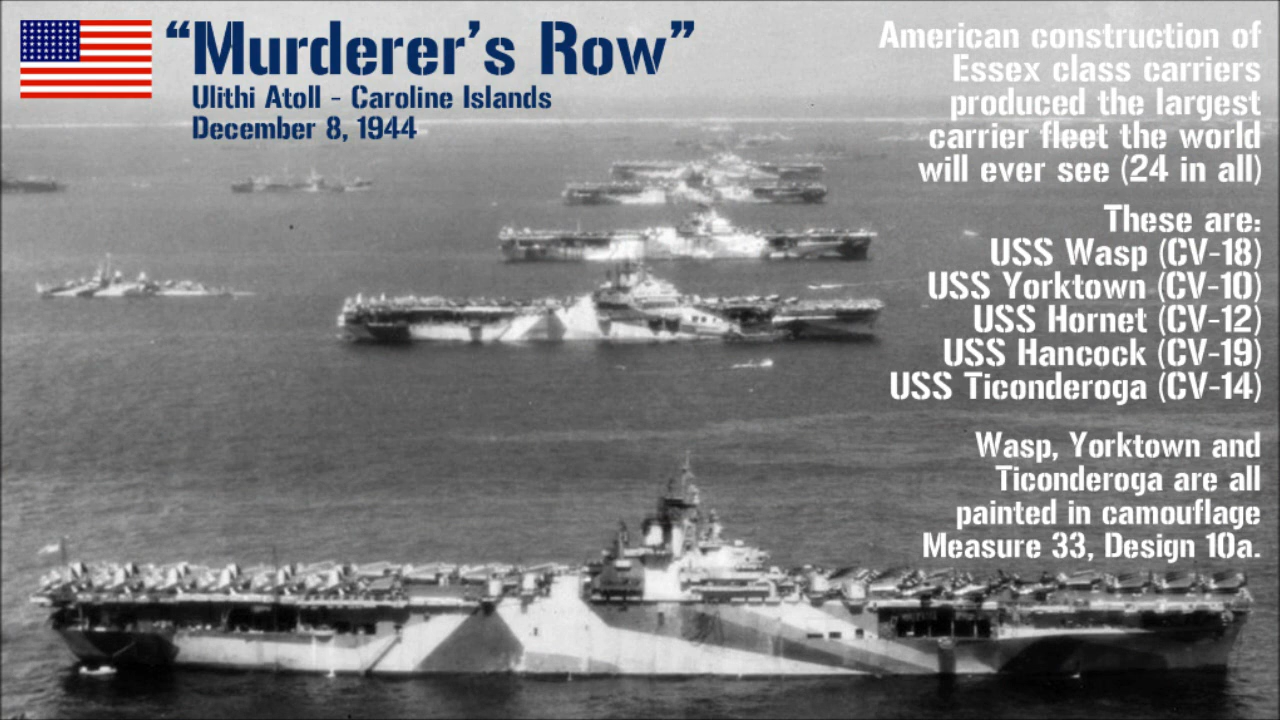 “Murderer’s Row”
Ulithi Atoll - Caroline Islands
December 8, 1944
American construction of
Essex class carriers
produced the largest
carrier fleet the world
will ever see (24 in all)
These are:
USS Wasp (CV-18)
USS Yorktown (CV-10)
USS Hornet (CV-12)
USS Hancock (CV-19)
USS Ticonderoga (CV-14)
Wasp, Yorktown and
Ticonderoga are all
painted in camouflage
Measure 33, Design 10a.